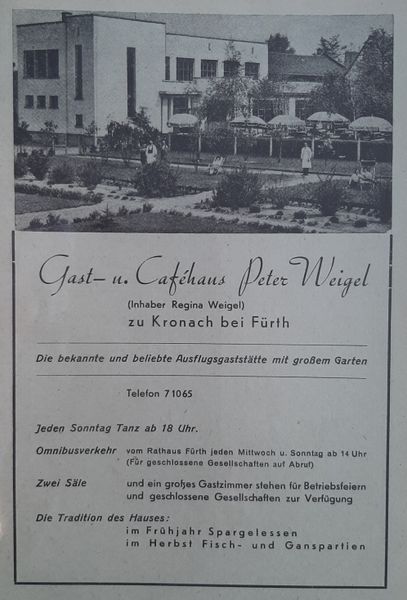 Gast- u. Caféhaus Peter Weigel
(Inhaber Regina Weigel)
zu Kronach bei Fürth
Die bekannte und beliebte Ausflugsgaststätte mit großem Garten
Telefon 71065
Jeden Sonntag Tanz ab 18 Uhr.
Omnibusverkehr vom Rathaus Fürth jeden Mittwoch u. Sonntag ab 14 Uhr
(Für geschlossene Gesellschaften auf Abruf)
Zwei Säle und ein großes Gastzimmer stehen für Betriebsfeiern
und geschlossene Gesellschaften zur Verfügung
Die Tradition des Hauses:
im Frühjahr Spargelessen
im Herbst Fisch- und Ganspartien